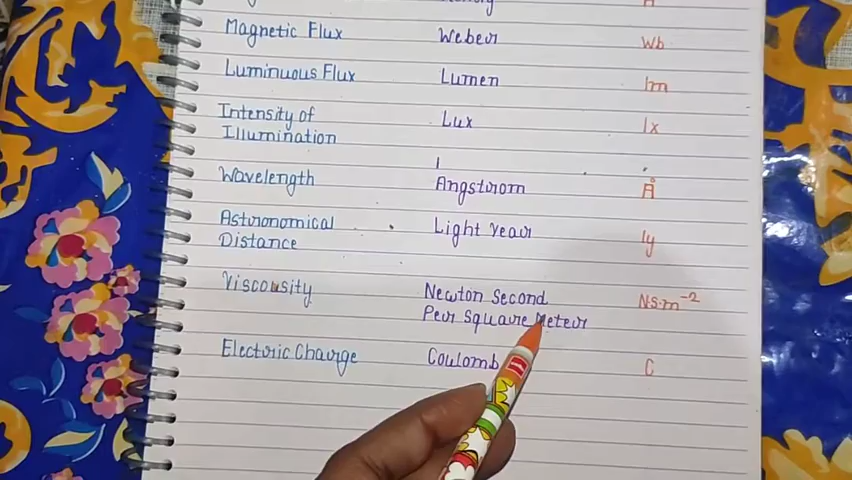 Magnetic Flux Weber Wb
Luminuous Flux Lumen lm
Intensity of
Illumination Lux lx
Wavelength Angstrom Å
Astronomical
Distance Light Year ly
Viscousity Newton Second N·s·m⁻²
Per Square Meter
Electric Charge Coulomb C